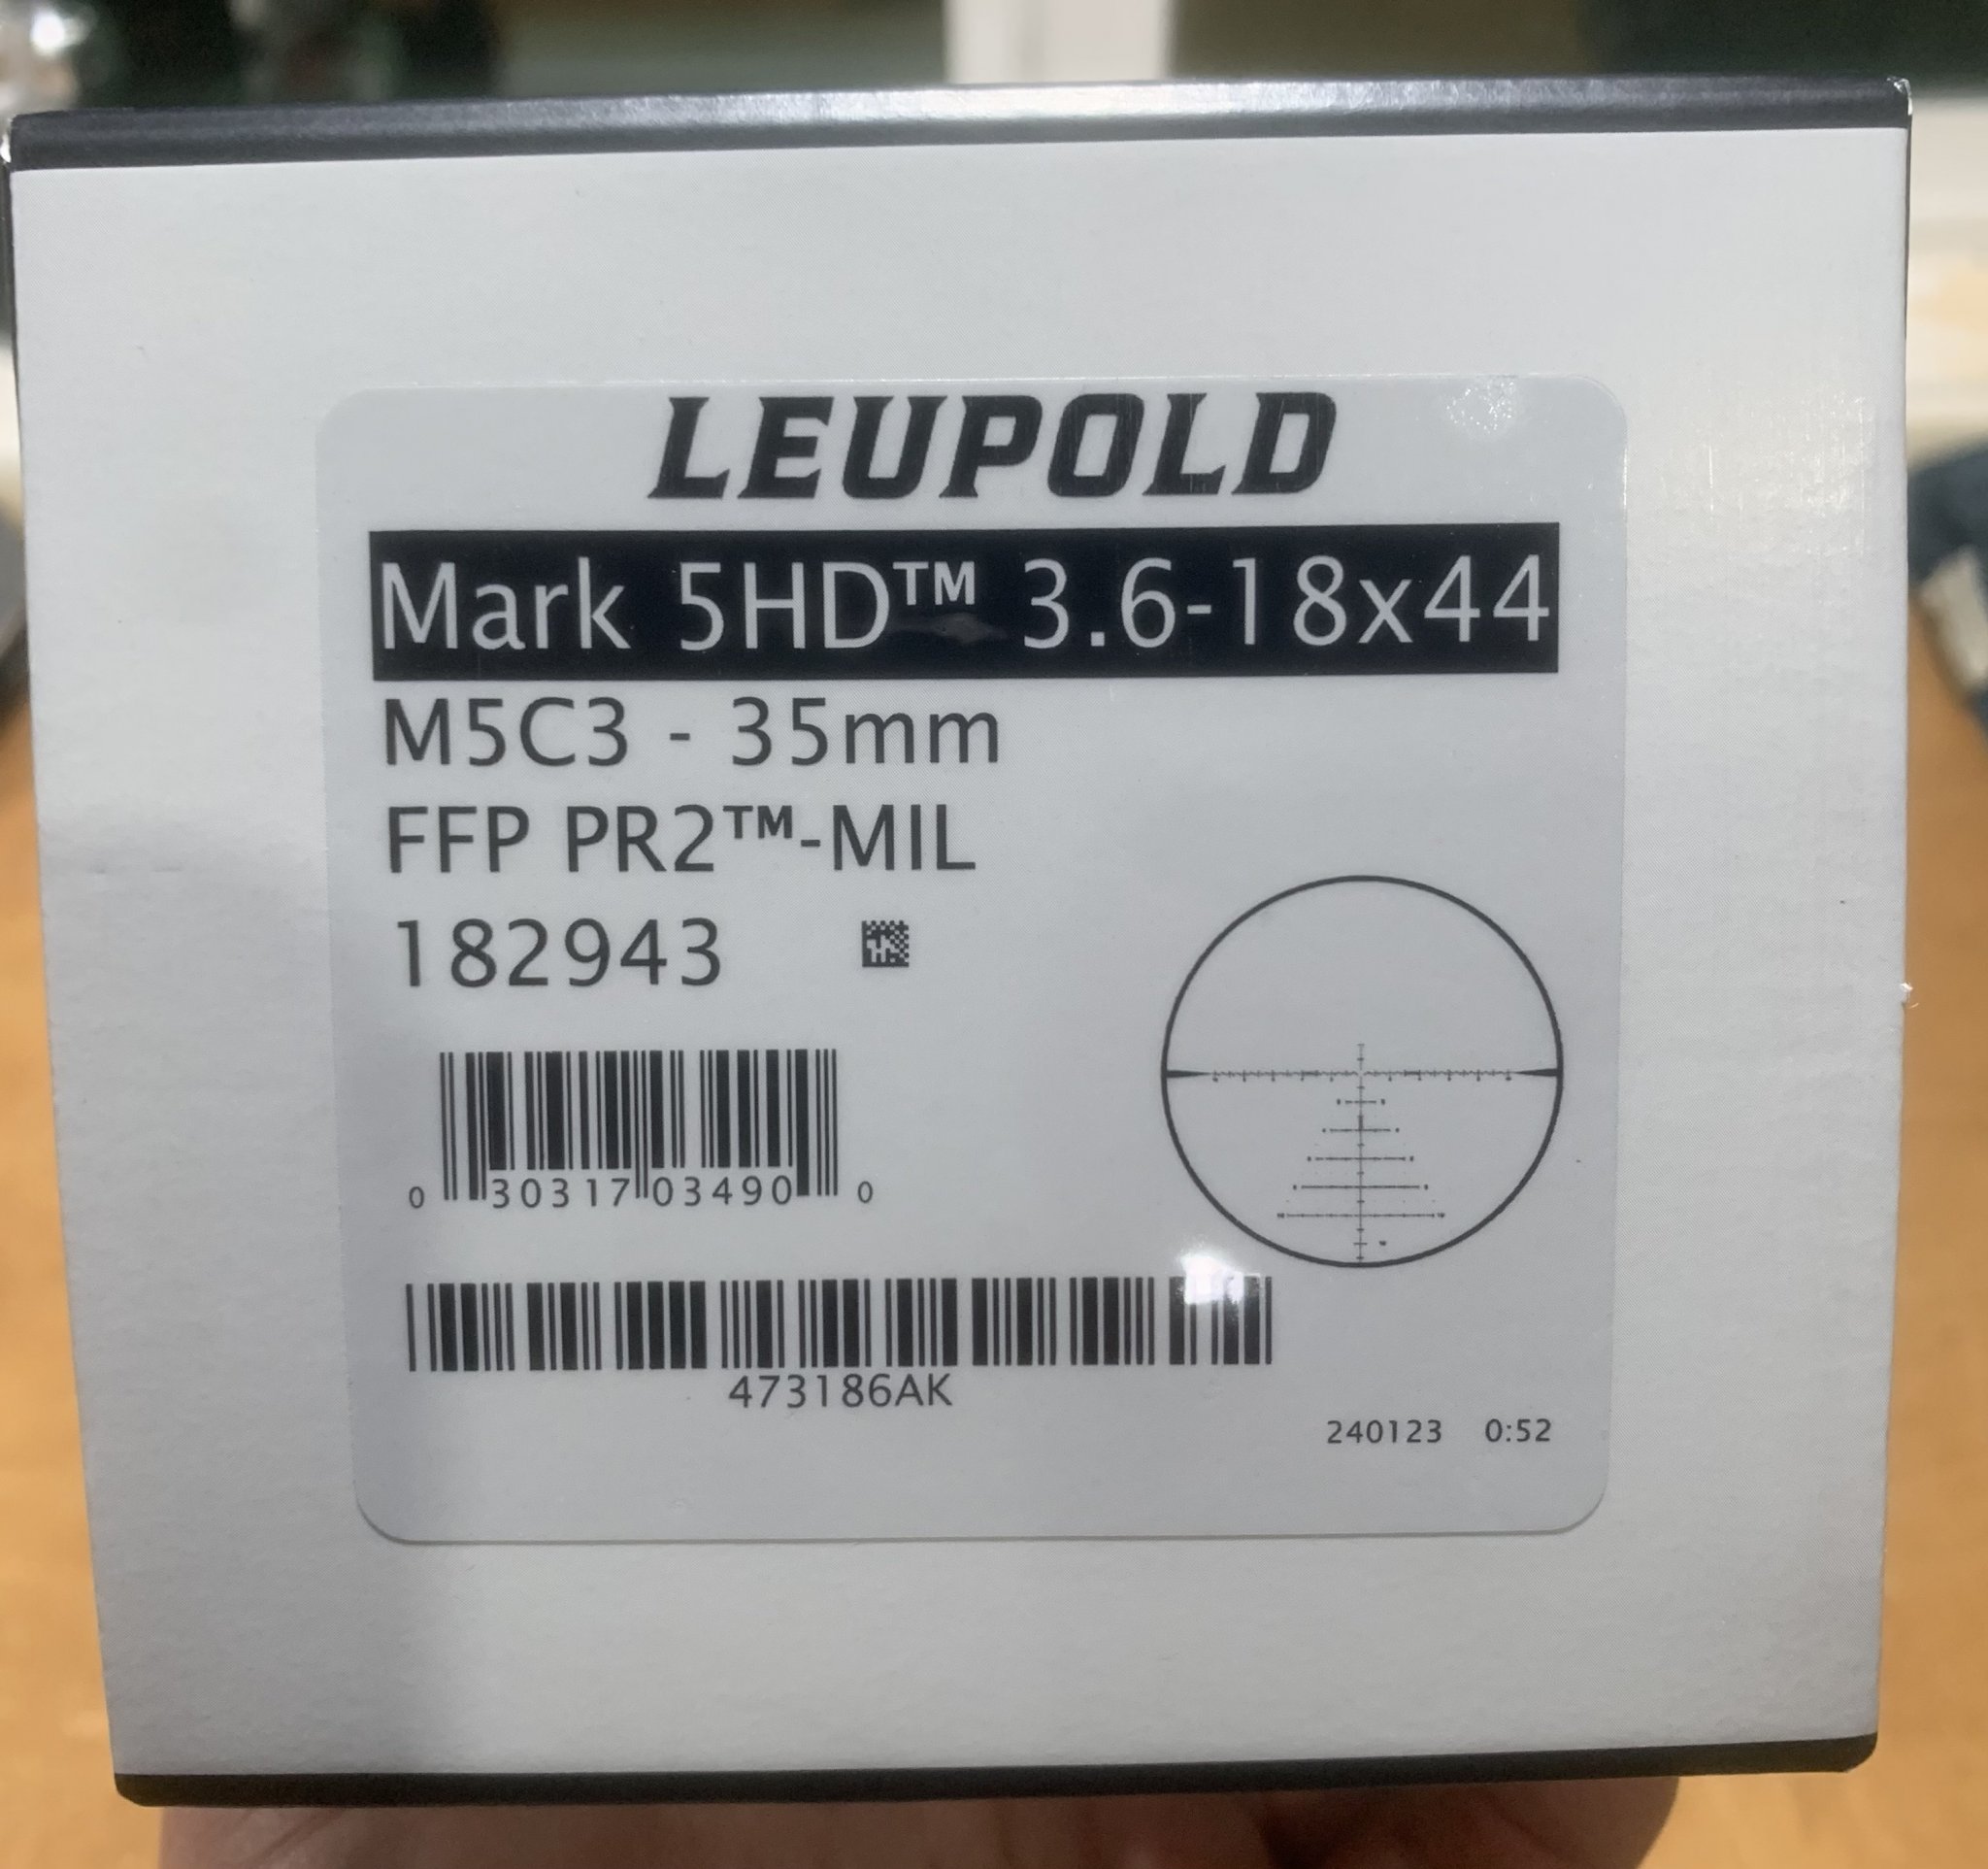 LEUPOLD
Mark 5HD™ 3.6-18x44
M5C3 - 35mm
FFP PR2™-MIL
182943
0 30317 03490 0
473186AK
240123 0:52